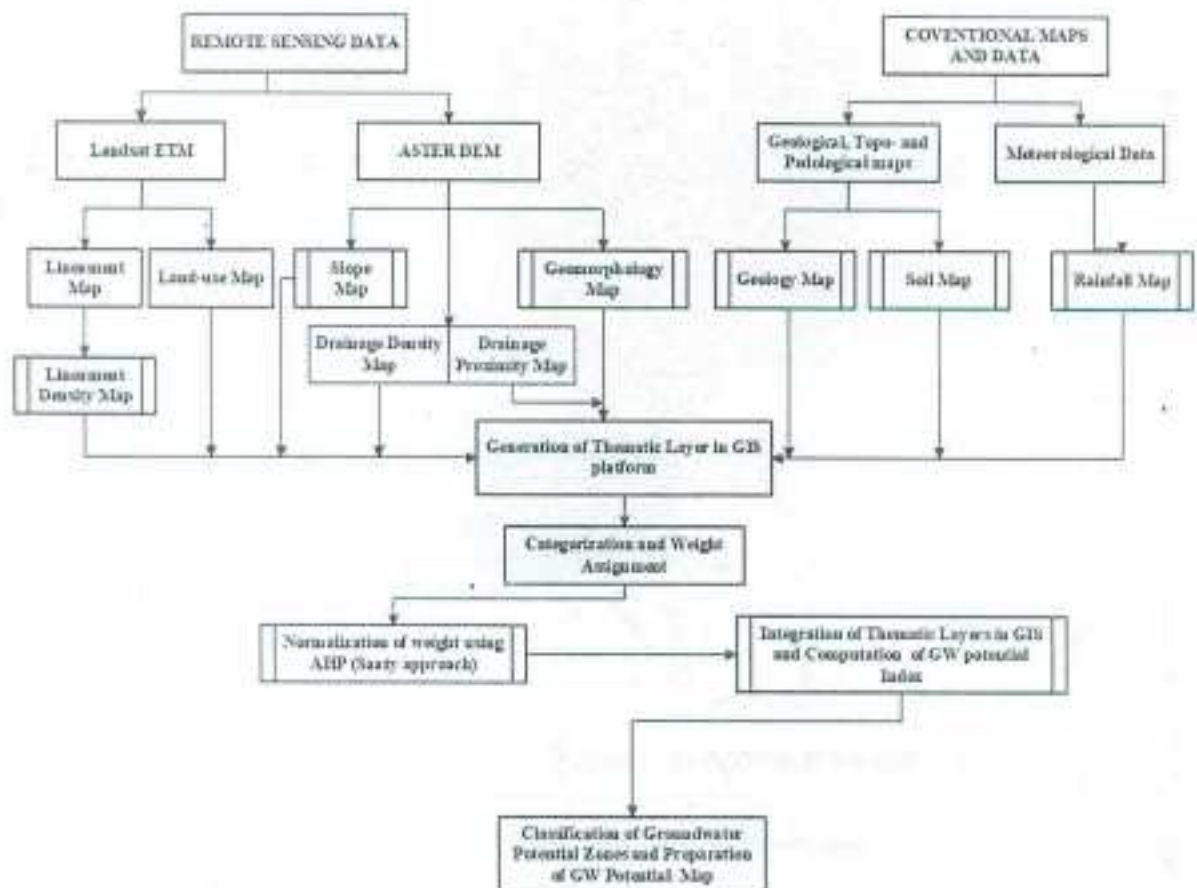 REMOTE SENSING DATA
COVENTIONAL MAPS
AND DATA
Landsat ETM
ASTER DEM
Geological, Topo- and
Podological maps
Meteorological Data
Lineament
Map
Land-use Map
Slope
Map
Geomorphology
Map
Geology Map
Soil Map
Rainfall Map
Drainage Density
Map
Drainage
Proximity Map
Lineament
Density Map
Generation of Thematic Layer in GIS
platform
Categorization and Weight
Assignment
Normalization of weight using
AHP (Saaty approach)
Integration of Thematic Layers in GIS
and Computation of GW potential
Index
Classification of Groundwater
Potential Zones and Preparation
of GW Potential Map